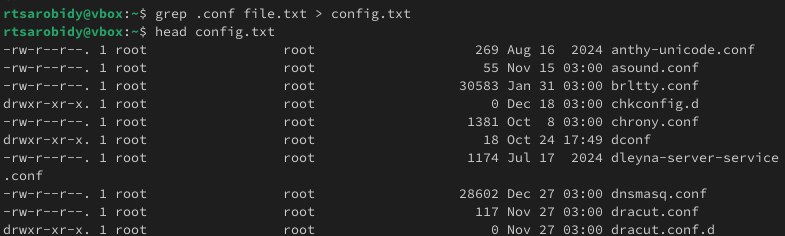 rtsarobidy@vbox:~$ grep .conf file.txt > config.txt
rtsarobidy@vbox:~$ head config.txt
-rw-r--r--. 1 root                root                  269 Aug 16  2024 anthy-unicode.conf
-rw-r--r--. 1 root                root                   55 Nov 15 03:00 asound.conf
-rw-r--r--. 1 root                root                30583 Jan 31 03:00 brltty.conf
drwxr-xr-x. 1 root                root                    0 Dec 18 03:00 chkconfig.d
-rw-r--r--. 1 root                root                 1381 Oct  8 03:00 chrony.conf
drwxr-xr-x. 1 root                root                   18 Oct 24 17:49 dconf
-rw-r--r--. 1 root                root                 1174 Jul 17  2024 dleyna-server-service
.conf
-rw-r--r--. 1 root                root                28602 Dec 27 03:00 dnsmasq.conf
-rw-r--r--. 1 root                root                  117 Nov 27 03:00 dracut.conf
drwxr-xr-x. 1 root                root                    0 Nov 27 03:00 dracut.conf.d